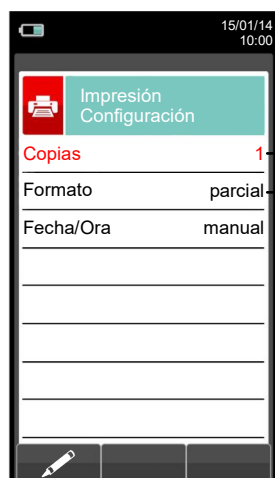 15/01/14
10:00
Impresión
Configuración
Copias 1
Formato parcial
Fecha/Ora manual